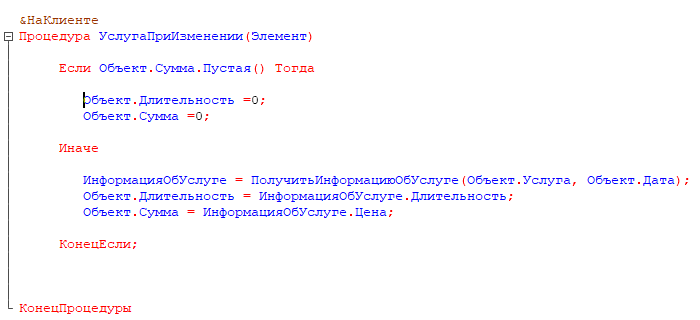 &НаКлиенте
Процедура УслугаПриИзменении(Элемент)
Если Объект.Сумма.Пустая() Тогда
Объект.Длительность =0;
Объект.Сумма =0;
Иначе
ИнформацияОбУслуге = ПолучитьИнформациюОбУслуге(Объект.Услуга, Объект.Дата);
Объект.Длительность = ИнформацияОбУслуге.Длительность;
Объект.Сумма = ИнформацияОбУслуге.Цена;
КонецЕсли;
КонецПроцедуры